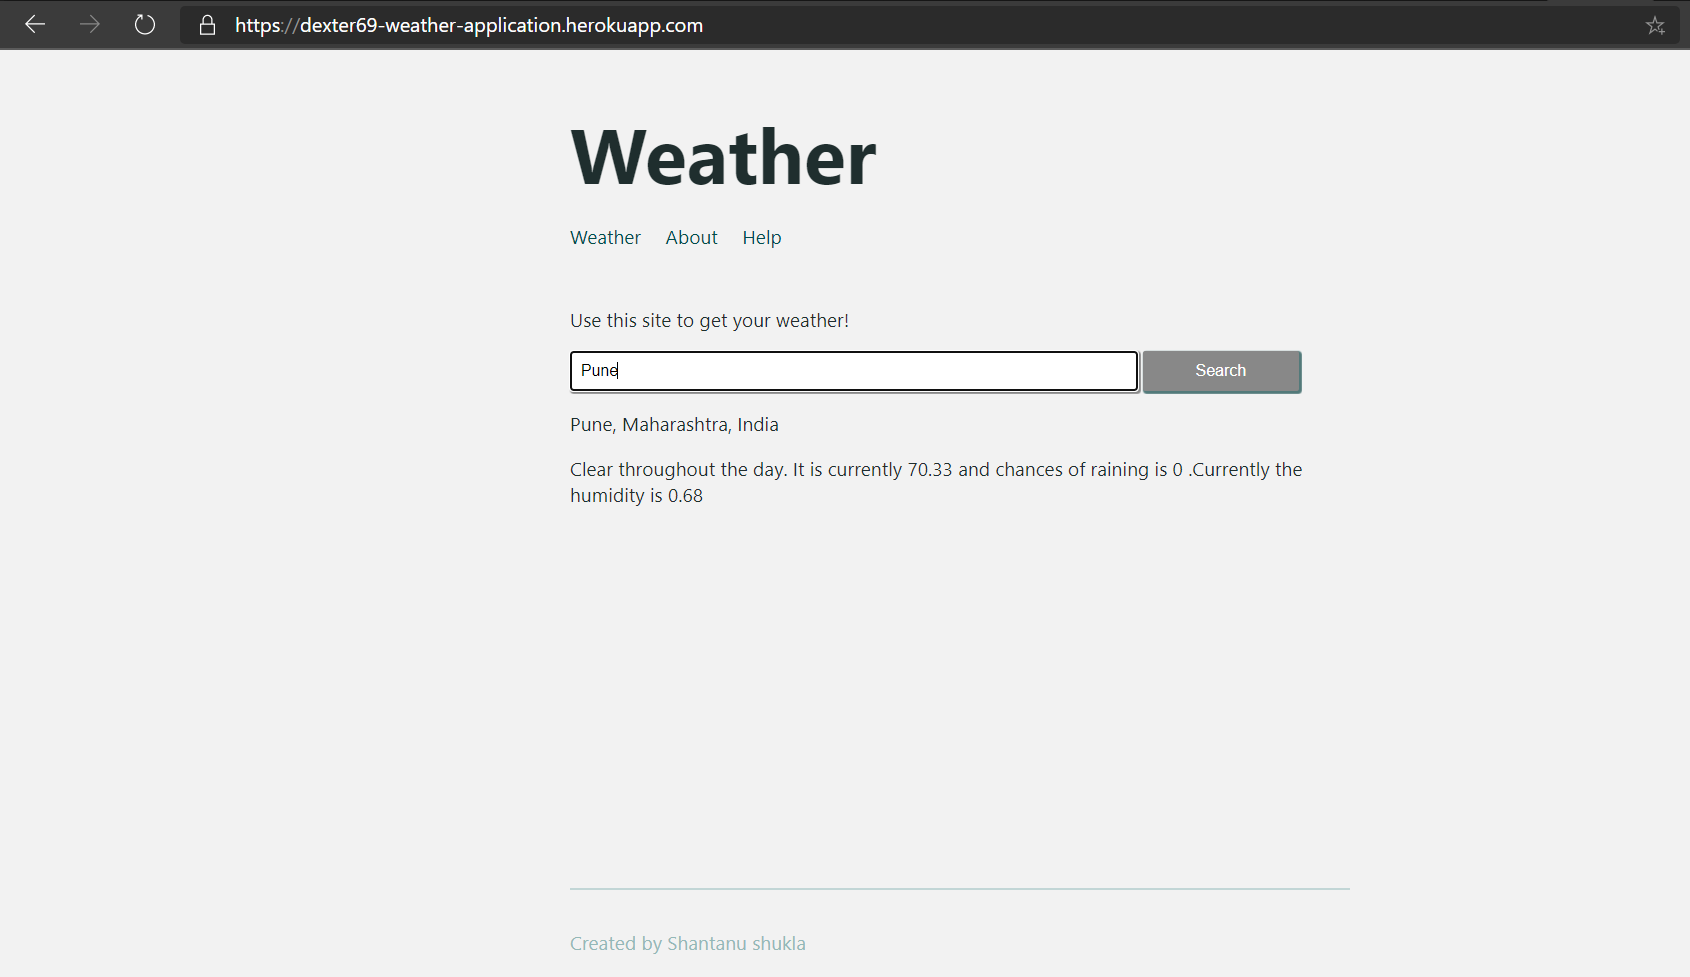 https://dexter69-weather-application.herokuapp.com
Weather
Weather About Help
Use this site to get your weather!
Pune Search
Pune, Maharashtra, India
Clear throughout the day. It is currently 70.33 and chances of raining is 0 .Currently the
humidity is 0.68
Created by Shantanu shukla